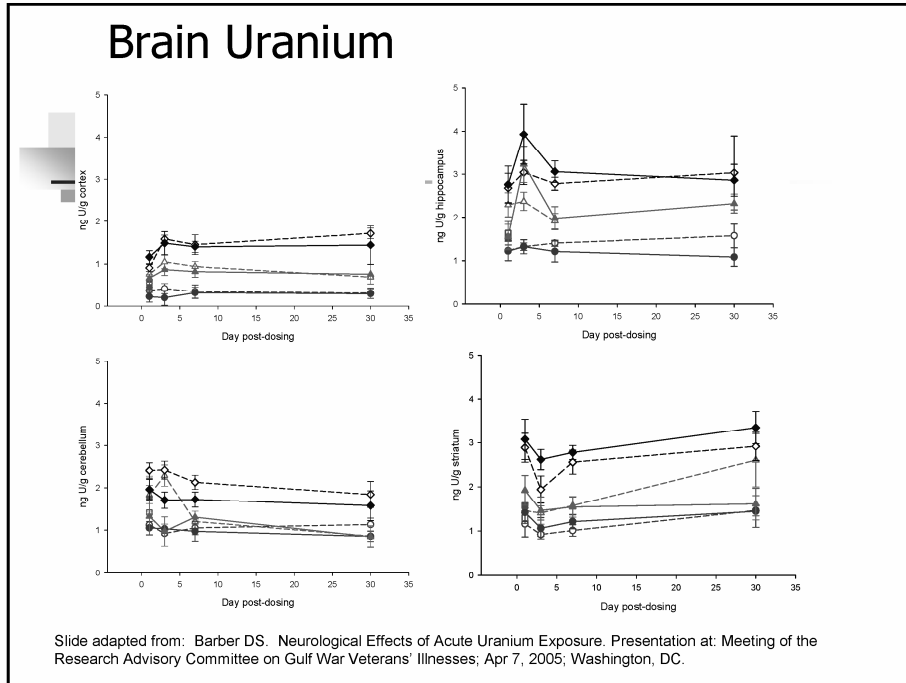 Brain Uranium
5
4
3
2
1
0
ng U/g cortex
0 5 10 15 20 25 30 35
Day post-dosing
5
4
3
2
1
0
ng U/g hippocampus
0 5 10 15 20 25 30 35
Day post-dosing
5
4
3
2
1
0
ng U/g cerebellum
0 5 10 15 20 25 30 35
Day post-dosing
5
4
3
2
1
0
ng U/g striatum
0 5 10 15 20 25 30 35
Day post-dosing
Slide adapted from: Barber DS. Neurological Effects of Acute Uranium Exposure. Presentation at: Meeting of the
Research Advisory Committee on Gulf War Veterans' Illnesses; Apr 7, 2005; Washington, DC.